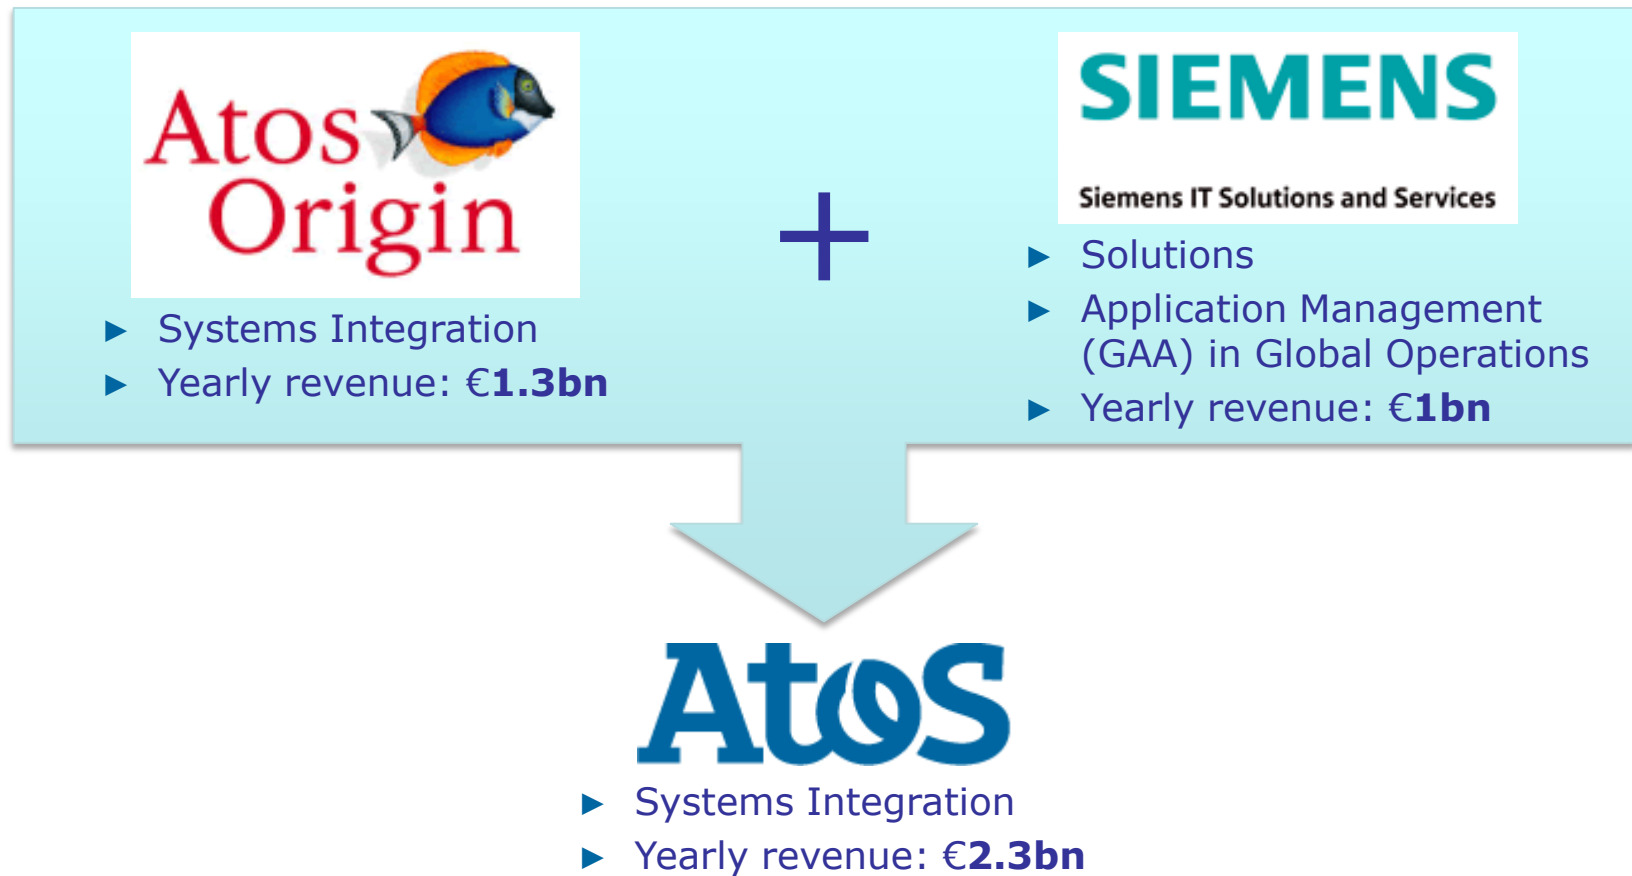 Atos
Origin
► Systems Integration
► Yearly revenue: €1.3bn
+
SIEMENS
Siemens IT Solutions and Services
► Solutions
► Application Management
(GAA) in Global Operations
► Yearly revenue: €1bn
AtoS
► Systems Integration
► Yearly revenue: €2.3bn